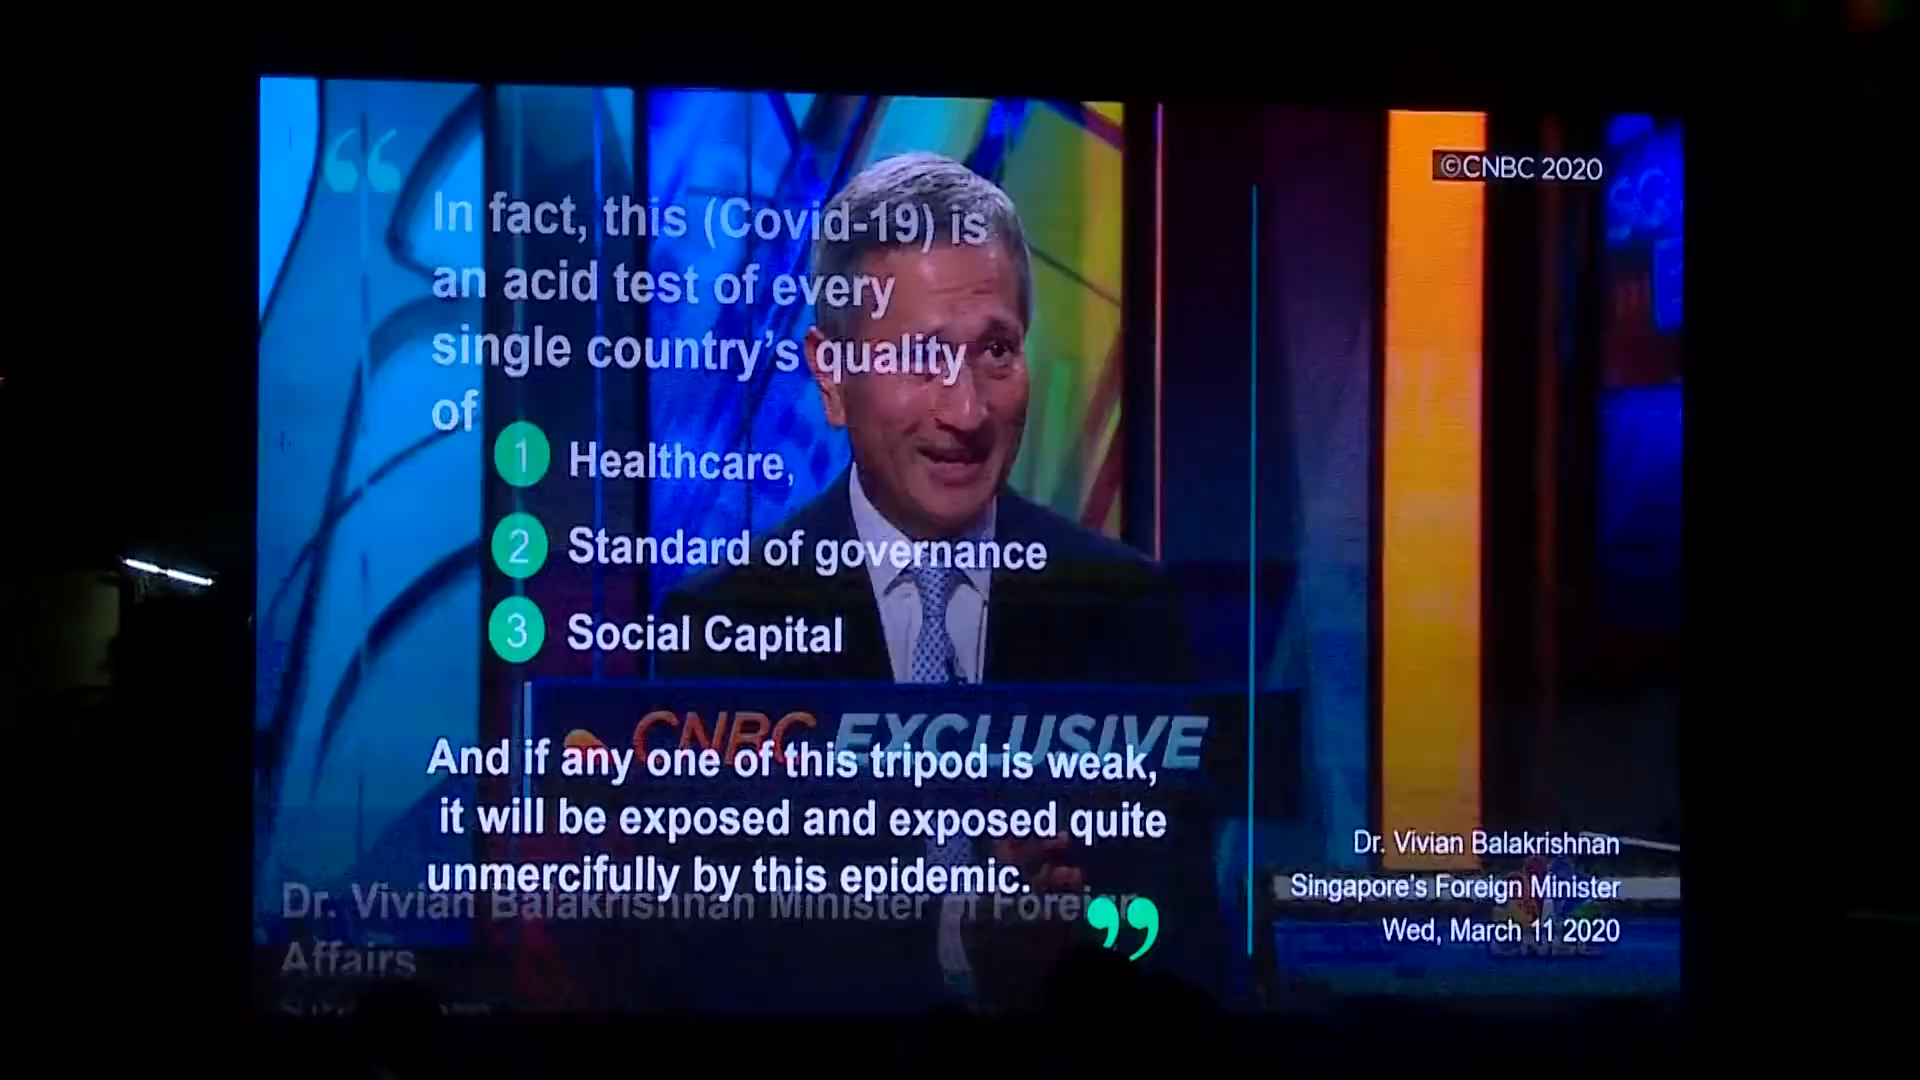 “
©CNBC 2020
In fact, this (Covid-19) is
an acid test of every
single country’s quality
of
1 Healthcare,
2 Standard of governance
3 Social Capital
CNBC EXCLUSIVE
And if any one of this tripod is weak,
it will be exposed and exposed quite
unmercifully by this epidemic.
”
Dr. Vivian Balakrishnan Minister of Foreign
Affairs
Dr. Vivian Balakrishnan
Singapore’s Foreign Minister
Wed, March 11 2020
CNBC